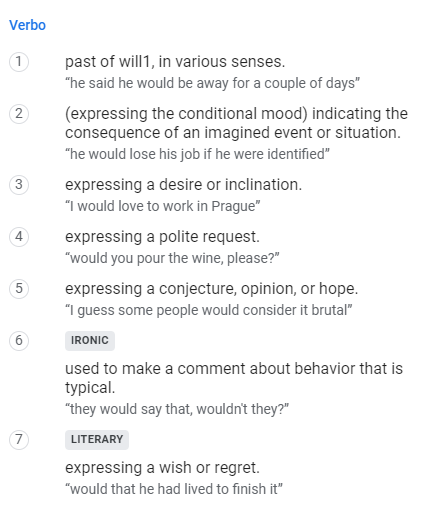 Verbo
1 past of will1, in various senses.
“he said he would be away for a couple of days”
2 (expressing the conditional mood) indicating the
consequence of an imagined event or situation.
“he would lose his job if he were identified”
3 expressing a desire or inclination.
“I would love to work in Prague”
4 expressing a polite request.
“would you pour the wine, please?”
5 expressing a conjecture, opinion, or hope.
“I guess some people would consider it brutal”
6 IRONIC
used to make a comment about behavior that is
typical.
“they would say that, wouldn't they?”
7 LITERARY
expressing a wish or regret.
“would that he had lived to finish it”